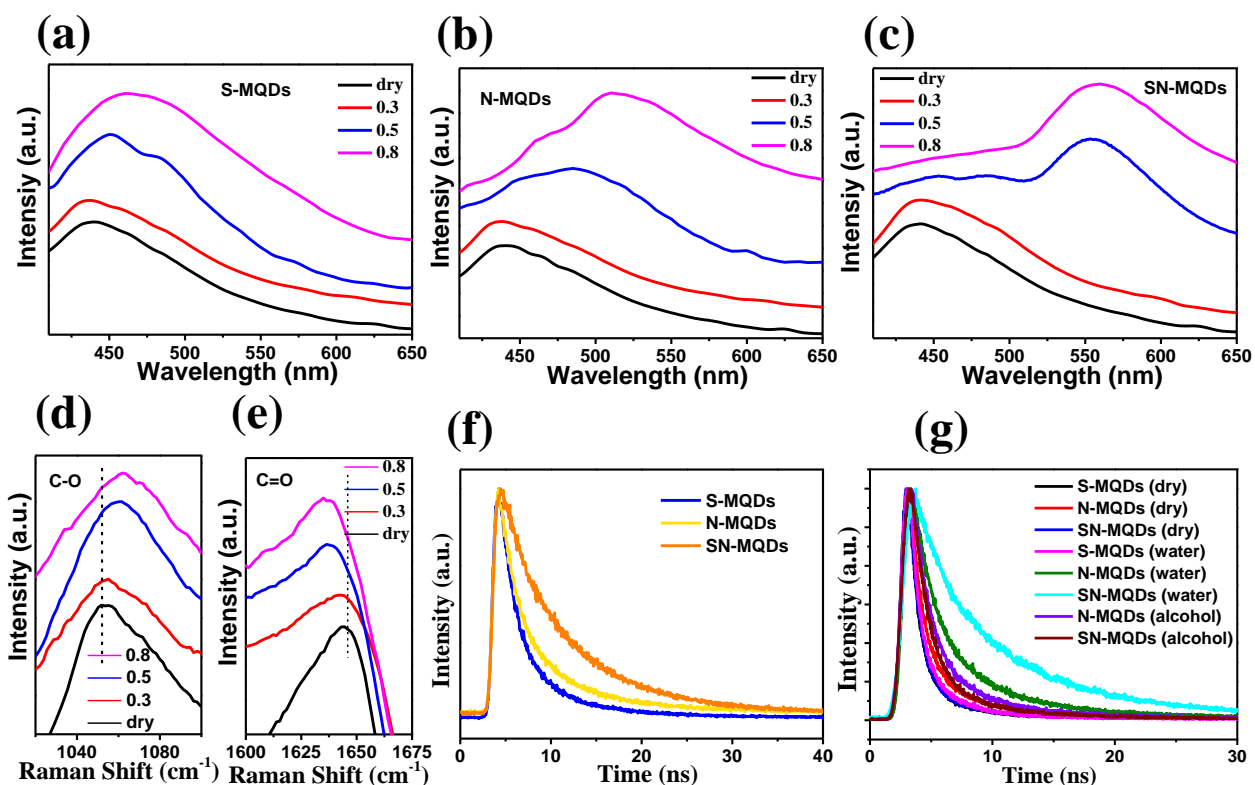 (a)
S-MQDs
dry
0.3
0.5
0.8
Intensiy (a.u.)
450 500 550 600 650
Wavelength (nm)
(b)
N-MQDs
dry
0.3
0.5
0.8
Intensiy (a.u.)
450 500 550 600 650
Wavelength (nm)
(c)
dry
0.3
0.5
0.8
SN-MQDs
Intensiy (a.u.)
450 500 550 600 650
Wavelength (nm)
(d)
C-O
0.8
0.5
0.3
dry
Intensity (a.u.)
1040 1080
Raman Shift (cm-1)
(e)
C=O
0.8
0.5
0.3
dry
Intensity (a.u.)
1600 1625 1650 1675
Raman Shift (cm-1)
(f)
S-MQDs
N-MQDs
SN-MQDs
Intensity (a.u.)
0 10 20 30 40
Time (ns)
(g)
S-MQDs (dry)
N-MQDs (dry)
SN-MQDs (dry)
S-MQDs (water)
N-MQDs (water)
SN-MQDs (water)
N-MQDs (alcohol)
SN-MQDs (alcohol)
Intensity (a.u.)
0 10 20 30
Time (ns)